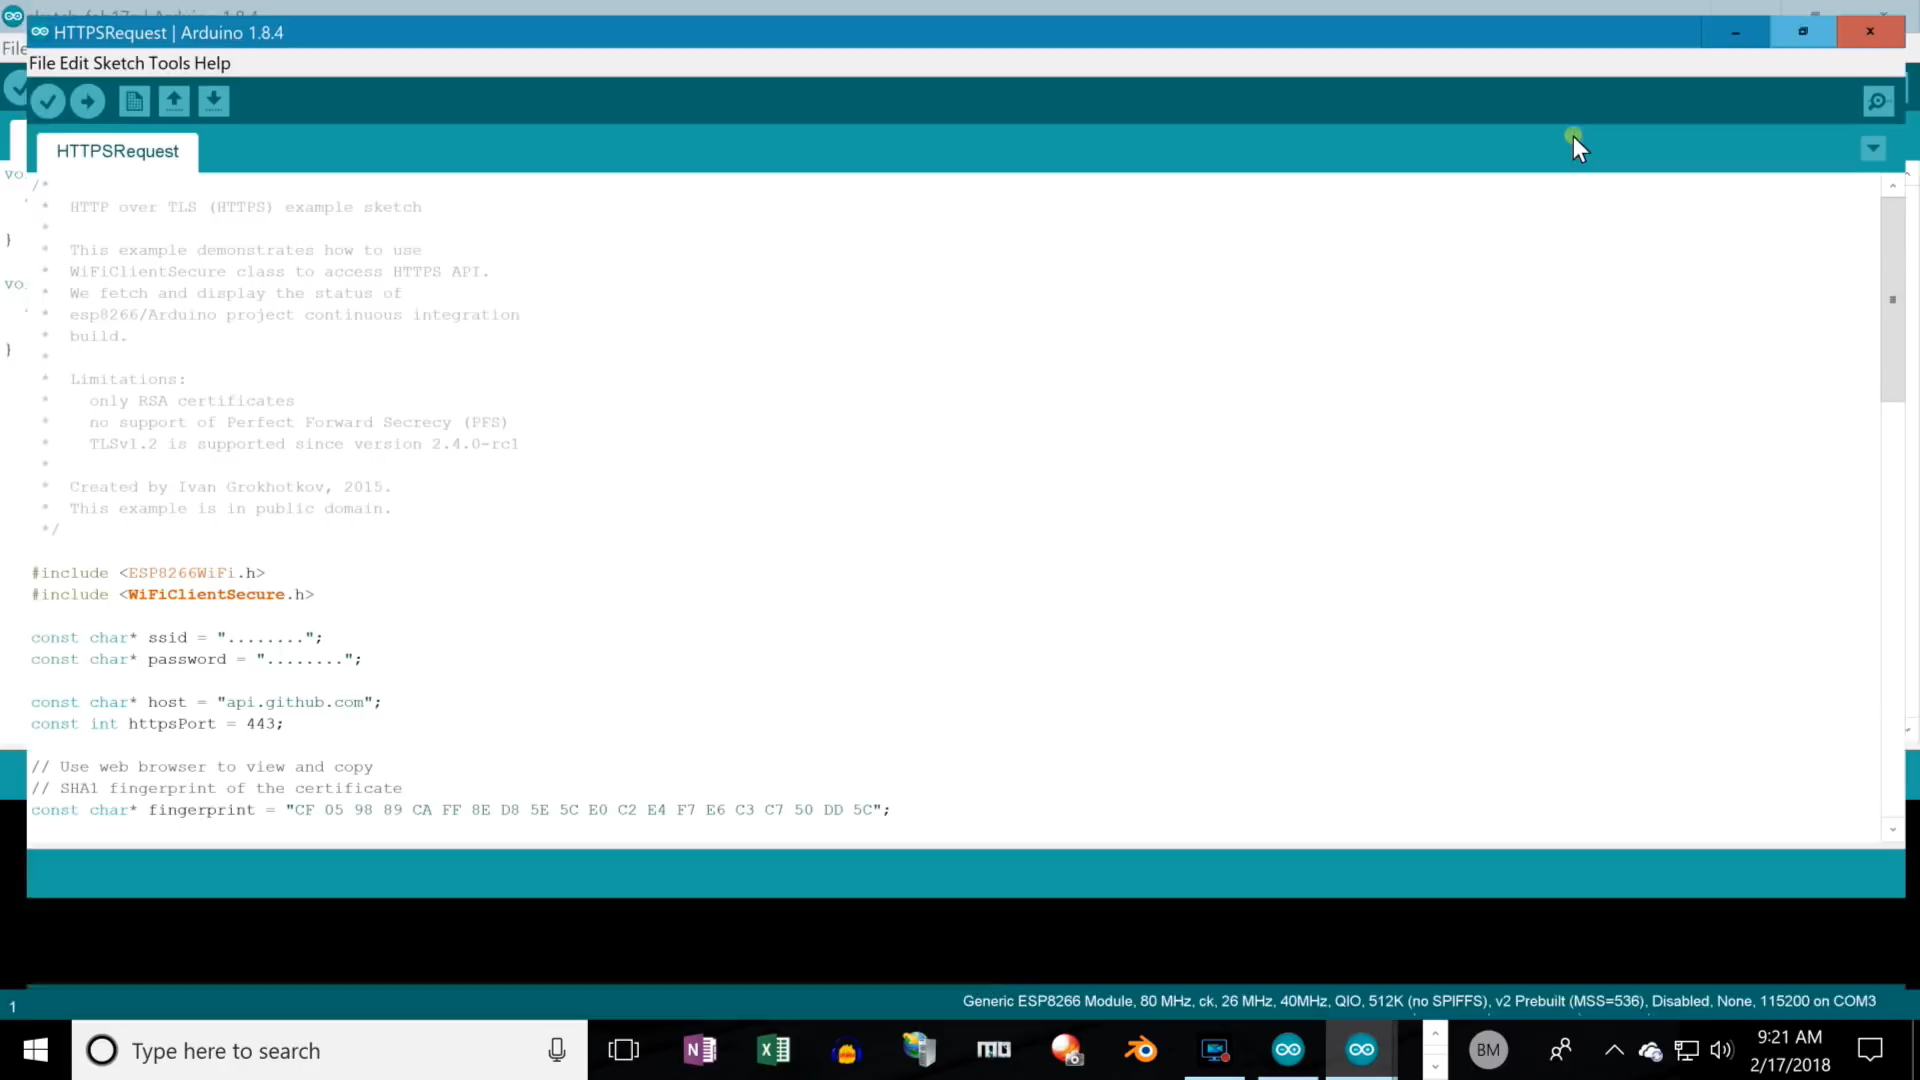 HTTPSRequest | Arduino 1.8.4
File Edit Sketch Tools Help
HTTPSRequest
/*
* HTTP over TLS (HTTPS) example sketch
*
* This example demonstrates how to use
* WiFiClientSecure class to access HTTPS API.
* We fetch and display the status of
* esp8266/Arduino project continuous integration
* build.
*
* Limitations:
* only RSA certificates
* no support of Perfect Forward Secrecy (PFS)
* TLSv1.2 is supported since version 2.4.0-rc1
*
* Created by Ivan Grokhotkov, 2015.
* This example is in public domain.
*/
#include <ESP8266WiFi.h>
#include <WiFiClientSecure.h>
const char* ssid = "........";
const char* password = "........";
const char* host = "api.github.com";
const int httpsPort = 443;
// Use web browser to view and copy
// SHA1 fingerprint of the certificate
const char* fingerprint = "CF 05 98 89 CA FF 8E D8 5E 5C E0 C2 E4 F7 E6 C3 C7 50 DD 5C";
1
Generic ESP8266 Module, 80 MHz, ck, 26 MHz, 40MHz, QIO, 512K (no SPIFFS), v2 Prebuilt (MSS=536), Disabled, None, 115200 on COM3
Type here to search
BM
9:21 AM
2/17/2018